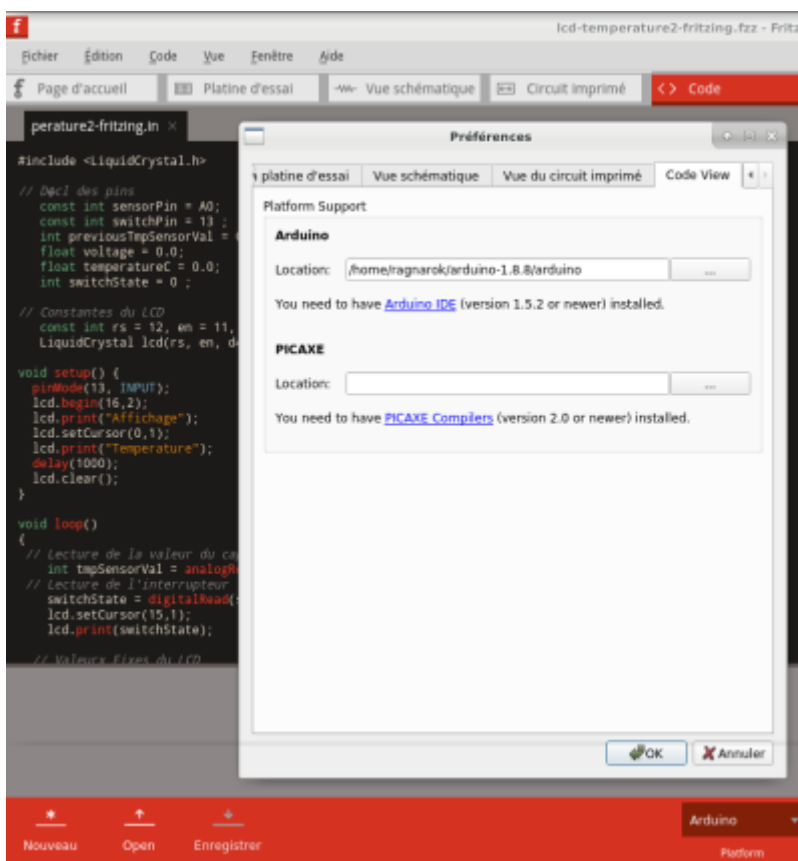 f
lcd-temperature2-fritzing.fzz - Fritz
Fichier Édition Code Vue Fenêtre Aide
f Page d'accueil Platine d'essai Vue schématique Circuit imprimé <> Code
perature2-fritzing.in ×
#include <LiquidCrystal.h>
// Décl des pins
const int sensorPin = A0;
const int switchPin = 13 ;
int previousTmpSensorVal =
float voltage = 0.0;
float temperatureC = 0.0;
int switchState = 0 ;
// Constantes du LCD
const int rs = 12, en = 11,
LiquidCrystal lcd(rs, en, d
void setup() {
pinMode(13, INPUT);
lcd.begin(16,2);
lcd.print("Affichage");
lcd.setCursor(0,1);
lcd.print("Temperature");
delay(1000);
lcd.clear();
}
void loop()
{
// Lecture de la valeur du ca
int tmpSensorVal = analogR
// Lecture de l'interrupteur
switchState = digitalRead(
lcd.setCursor(15,1);
lcd.print(switchState);
// Valeurs Fixes du LCD
Préférences
platine d'essai Vue schématique Vue du circuit imprimé Code View
Platform Support
Arduino
Location: /home/ragnarok/arduino-1.8.8/arduino ...
You need to have Arduino IDE (version 1.5.2 or newer) installed.
PICAXE
Location: ...
You need to have PICAXE Compilers (version 2.0 or newer) installed.
OK Annuler
Nouveau Open Enregistrer
Arduino
Platform